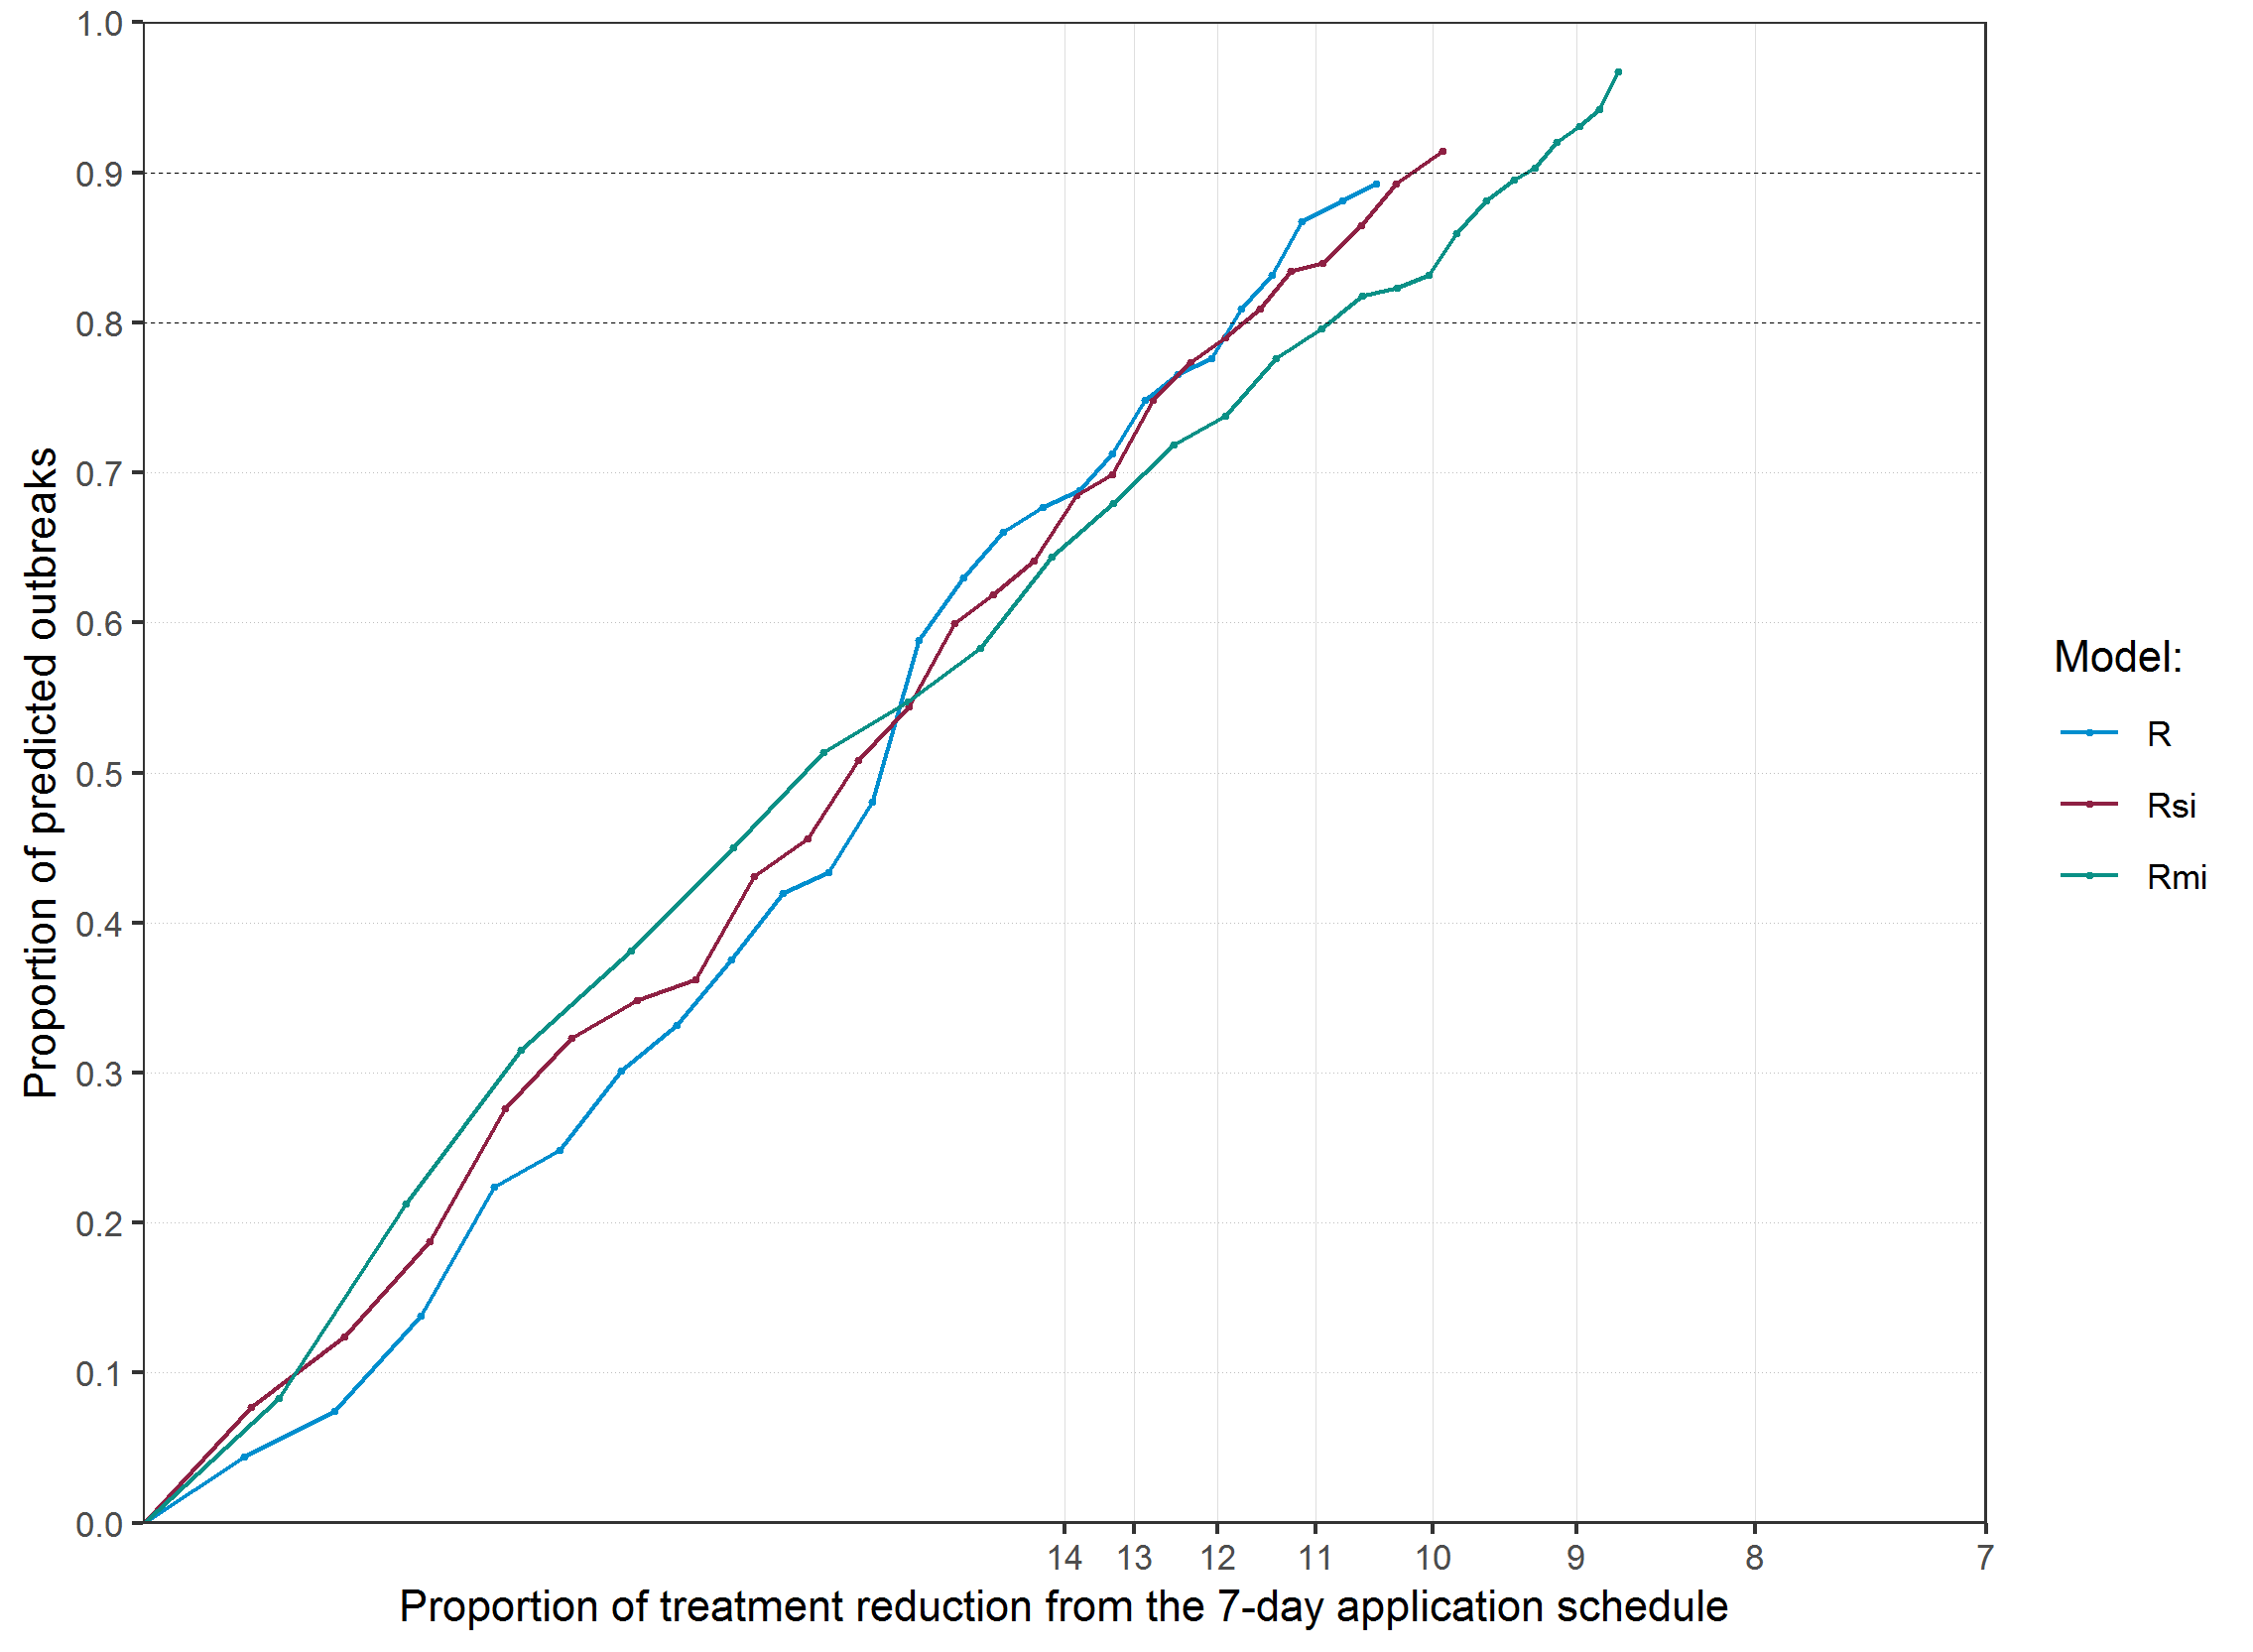 1.0
0.9
0.8
0.7
0.6
0.5
0.4
0.3
0.2
0.1
0.0
Proportion of predicted outbreaks
14 13 12 11 10 9 8 7
Proportion of treatment reduction from the 7-day application schedule
Model:
R
Rsi
Rmi